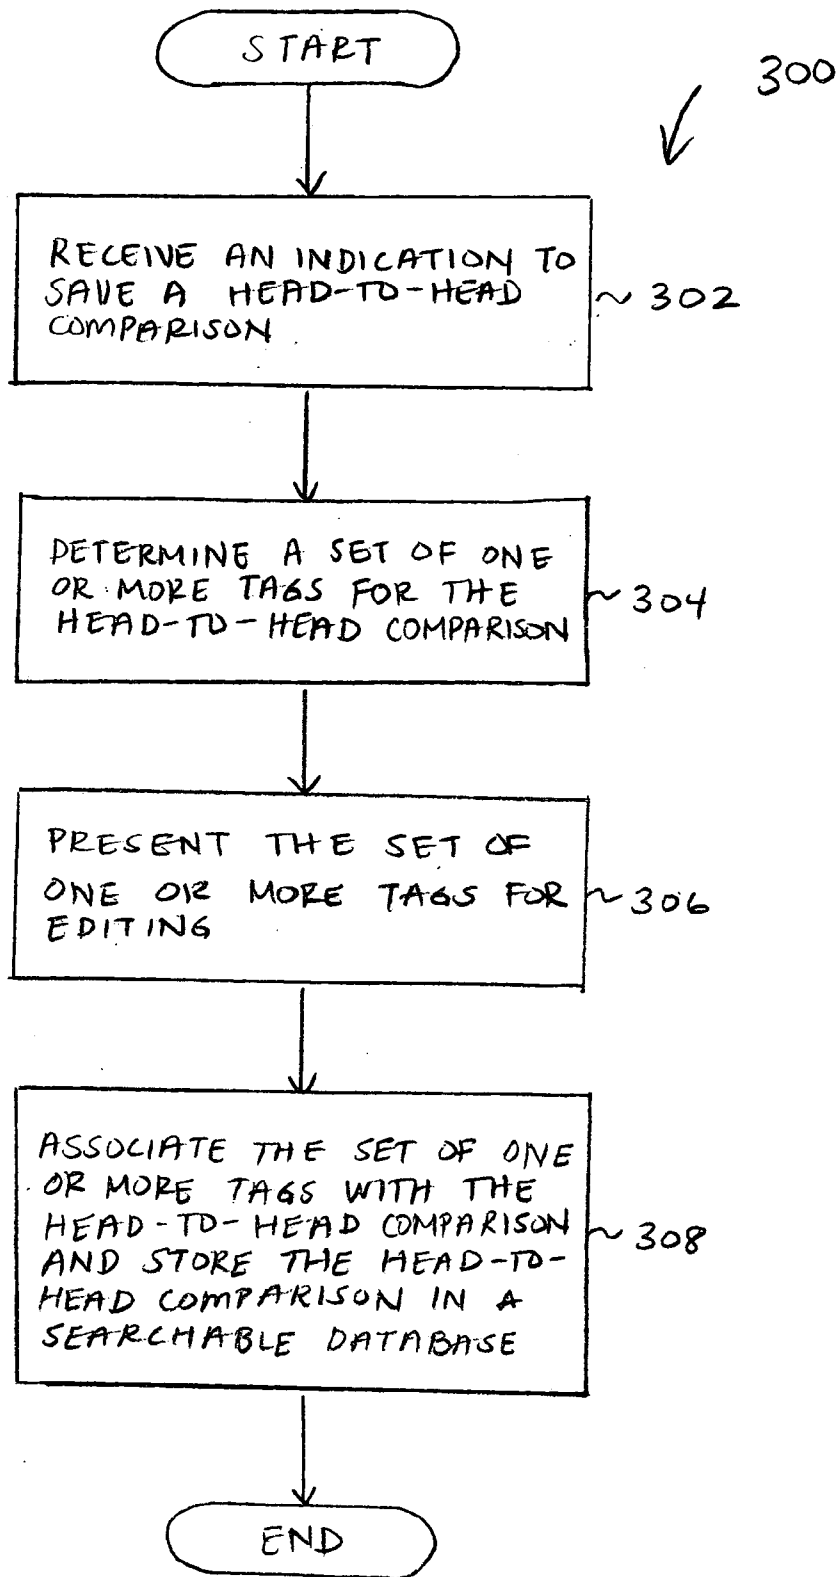 START
300
RECEIVE AN INDICATION TO
SAVE A HEAD-TO-HEAD
COMPARISON
302
DETERMINE A SET OF ONE
OR MORE TAGS FOR THE
HEAD-TO-HEAD COMPARISON
304
PRESENT THE SET OF
ONE OR MORE TAGS FOR
EDITING
306
ASSOCIATE THE SET OF ONE
OR MORE TAGS WITH THE
HEAD-TO-HEAD COMPARISON
AND STORE THE HEAD-TO-
HEAD COMPARISON IN A
SEARCHABLE DATABASE
308
END